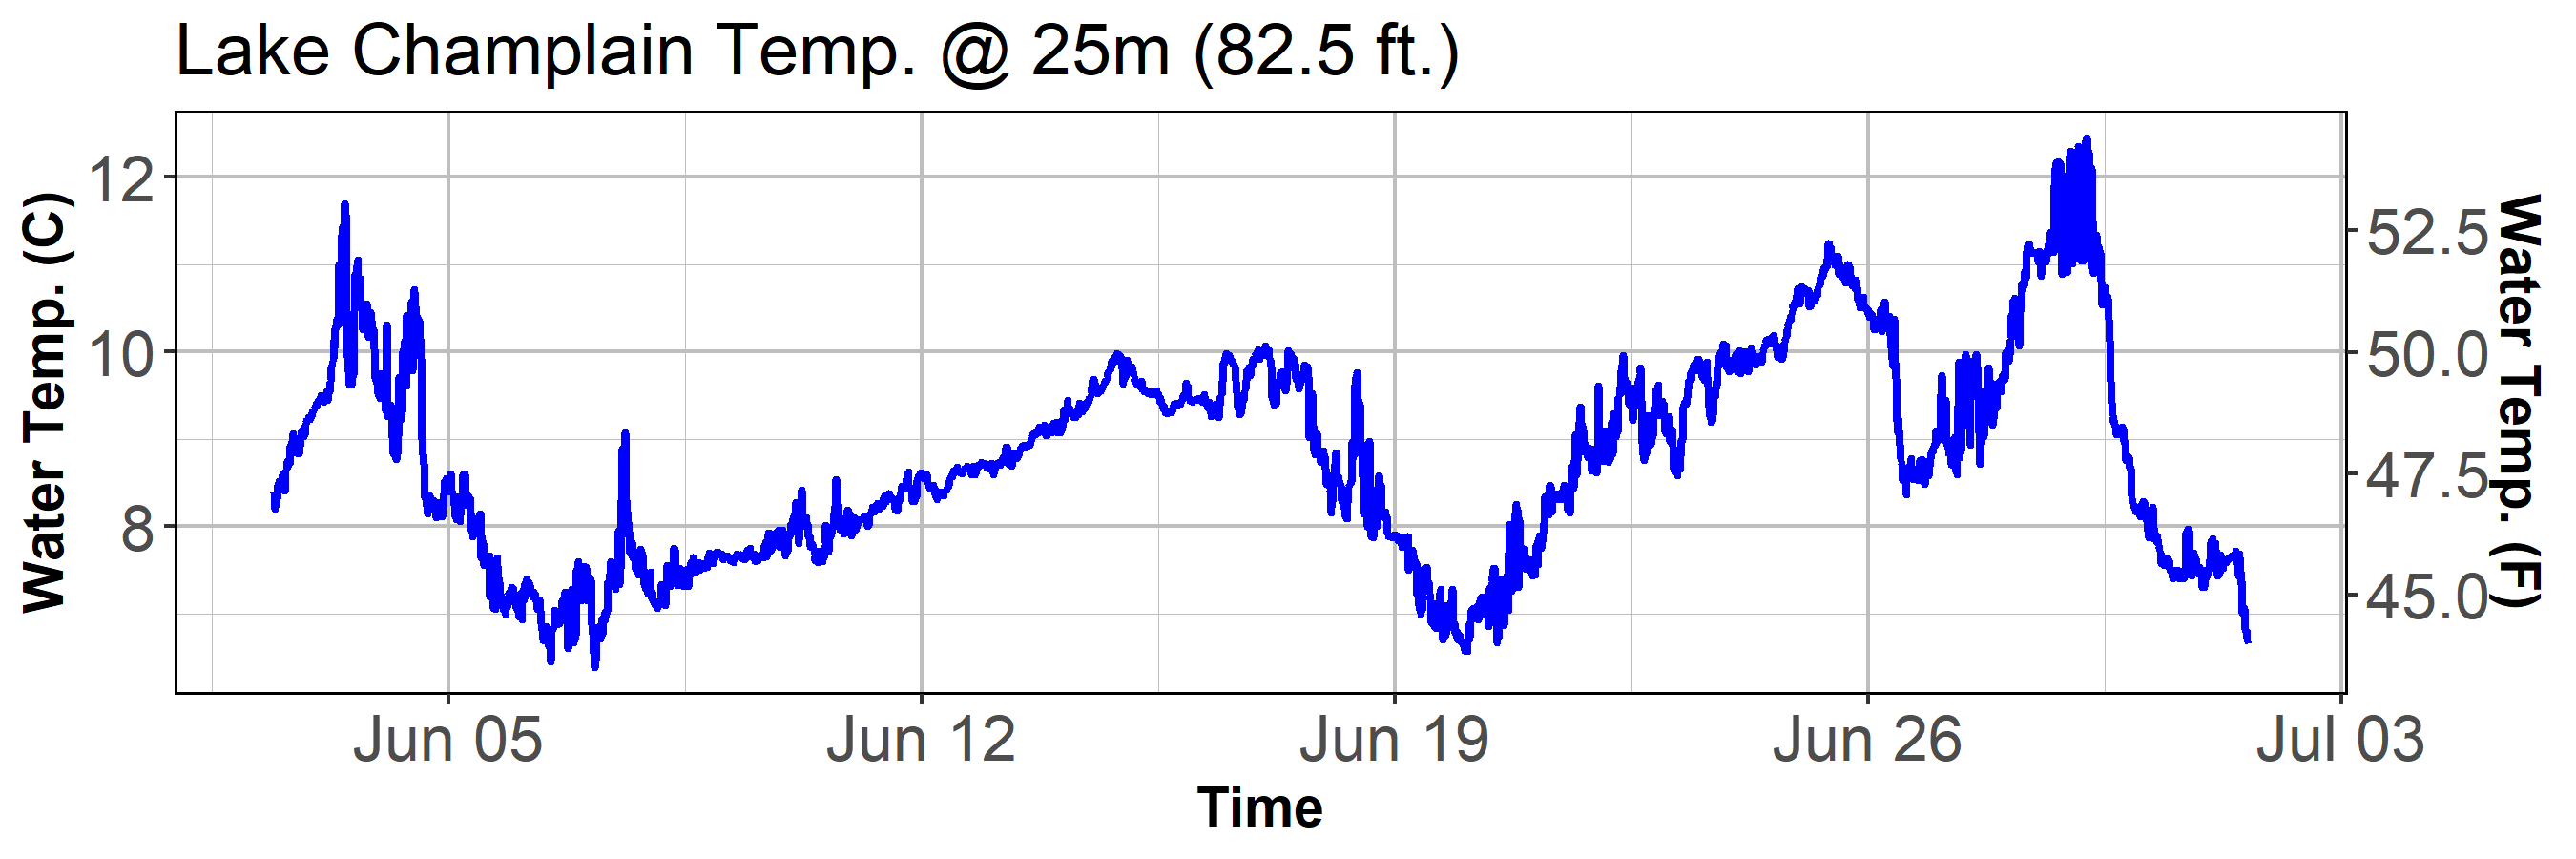 Lake Champlain Temp. @ 25m (82.5 ft.)
Water Temp. (C)
12
10
8
52.5
50.0
47.5
45.0
Water Temp. (F)
Jun 05
Jun 12
Jun 19
Jun 26
Jul 03
Time